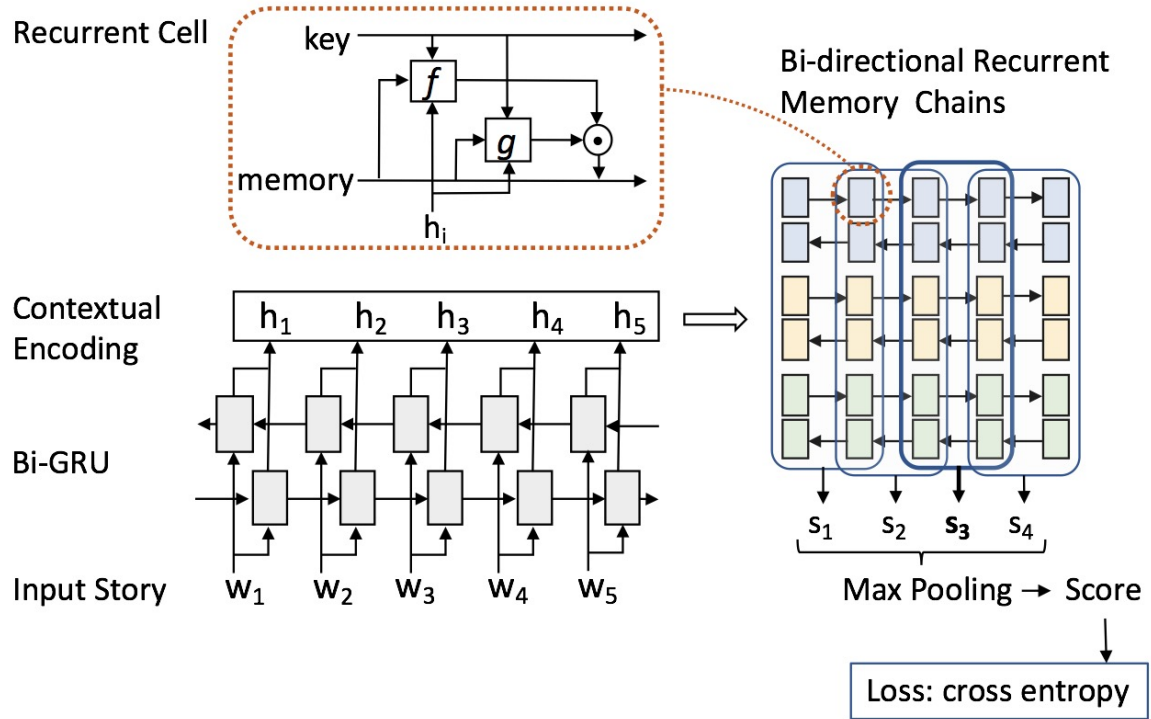 Recurrent Cell
key
f
g
memory
h_i
Bi-directional Recurrent
Memory Chains
Contextual
Encoding
h₁ h₂ h₃ h₄ h₅
Bi-GRU
Input Story
w₁ w₂ w₃ w₄ w₅
s₁ s₂ s₃ s₄
Max Pooling → Score
Loss: cross entropy